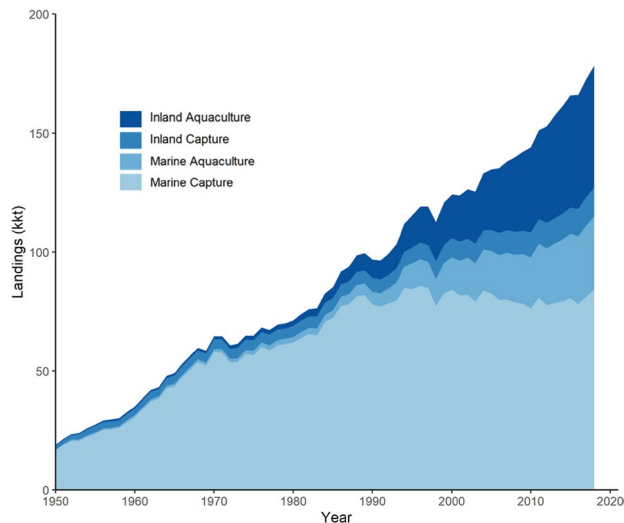 200
150
100
50
0
Landings (kkt)
Inland Aquaculture
Inland Capture
Marine Aquaculture
Marine Capture
1950 1960 1970 1980 1990 2000 2010 2020
Year